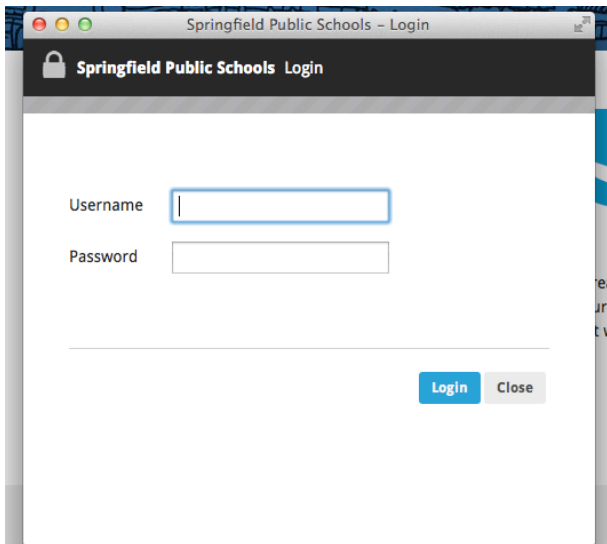 Springfield Public Schools – Login
Springfield Public Schools Login
Username
Password
Login Close